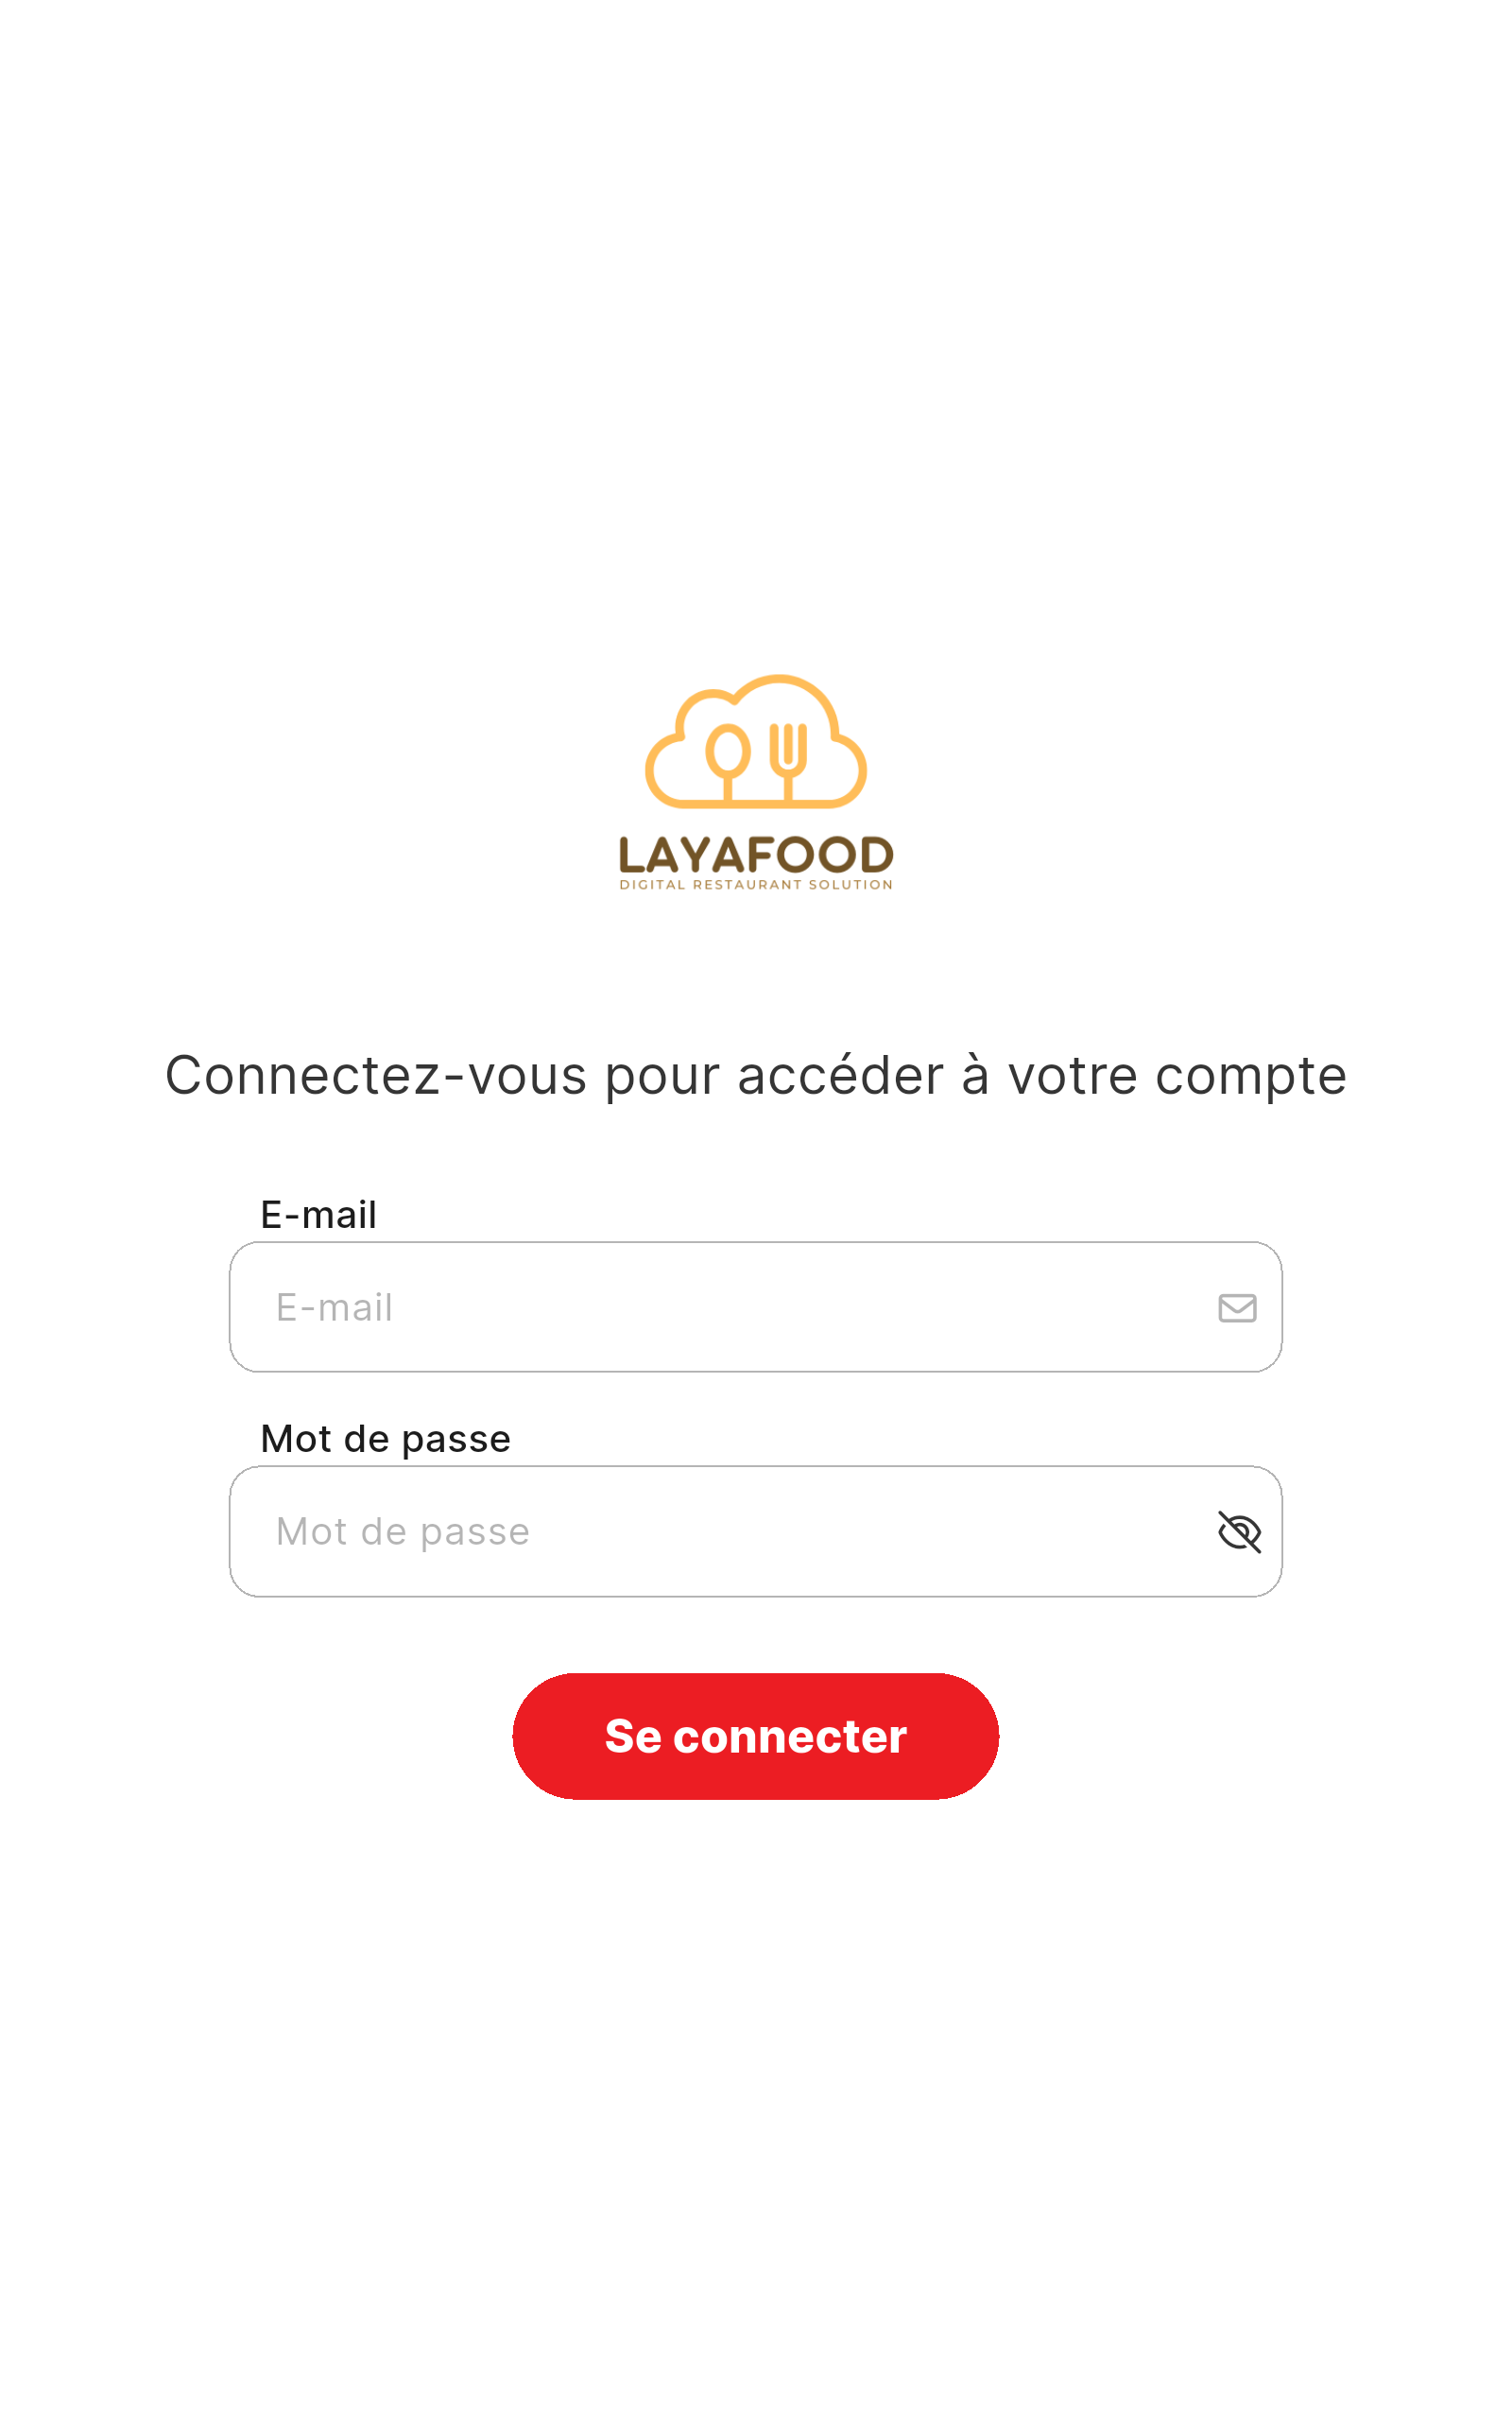 LAYAFOOD
DIGITAL RESTAURANT SOLUTION
Connectez-vous pour accéder à votre compte
E-mail
E-mail
Mot de passe
Mot de passe
Se connecter